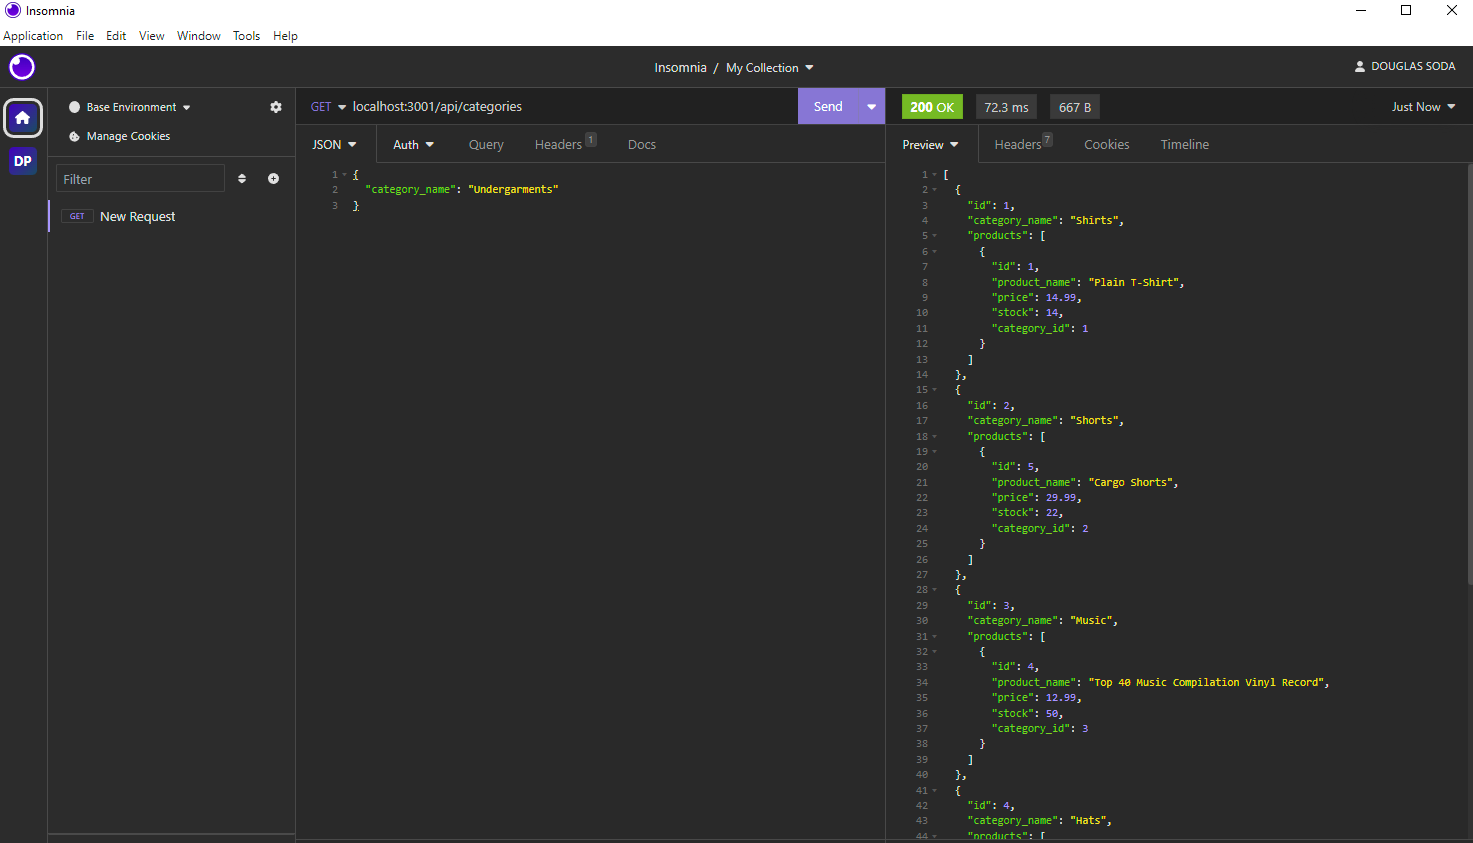 Insomnia
Application File Edit View Window Tools Help
Insomnia / My Collection
DOUGLAS SODA
DP
Base Environment
Manage Cookies
Filter
GET New Request
GET localhost:3001/api/categories Send
JSON Auth Query Headers 1 Docs
1 {
2 "category_name": "Undergarments"
3 }
200 OK 72.3 ms 667 B Just Now
Preview Headers 7 Cookies Timeline
1 [
2 {
3 "id": 1,
4 "category_name": "Shirts",
5 "products": [
6 {
7 "id": 1,
8 "product_name": "Plain T-Shirt",
9 "price": 14.99,
10 "stock": 14,
11 "category_id": 1
12 }
13 ]
14 },
15 {
16 "id": 2,
17 "category_name": "Shorts",
18 "products": [
19 {
20 "id": 5,
21 "product_name": "Cargo Shorts",
22 "price": 29.99,
23 "stock": 22,
24 "category_id": 2
25 }
26 ]
27 },
28 {
29 "id": 3,
30 "category_name": "Music",
31 "products": [
32 {
33 "id": 4,
34 "product_name": "Top 40 Music Compilation Vinyl Record",
35 "price": 12.99,
36 "stock": 50,
37 "category_id": 3
38 }
39 ]
40 },
41 {
42 "id": 4,
43 "category_name": "Hats",
44 "products": [